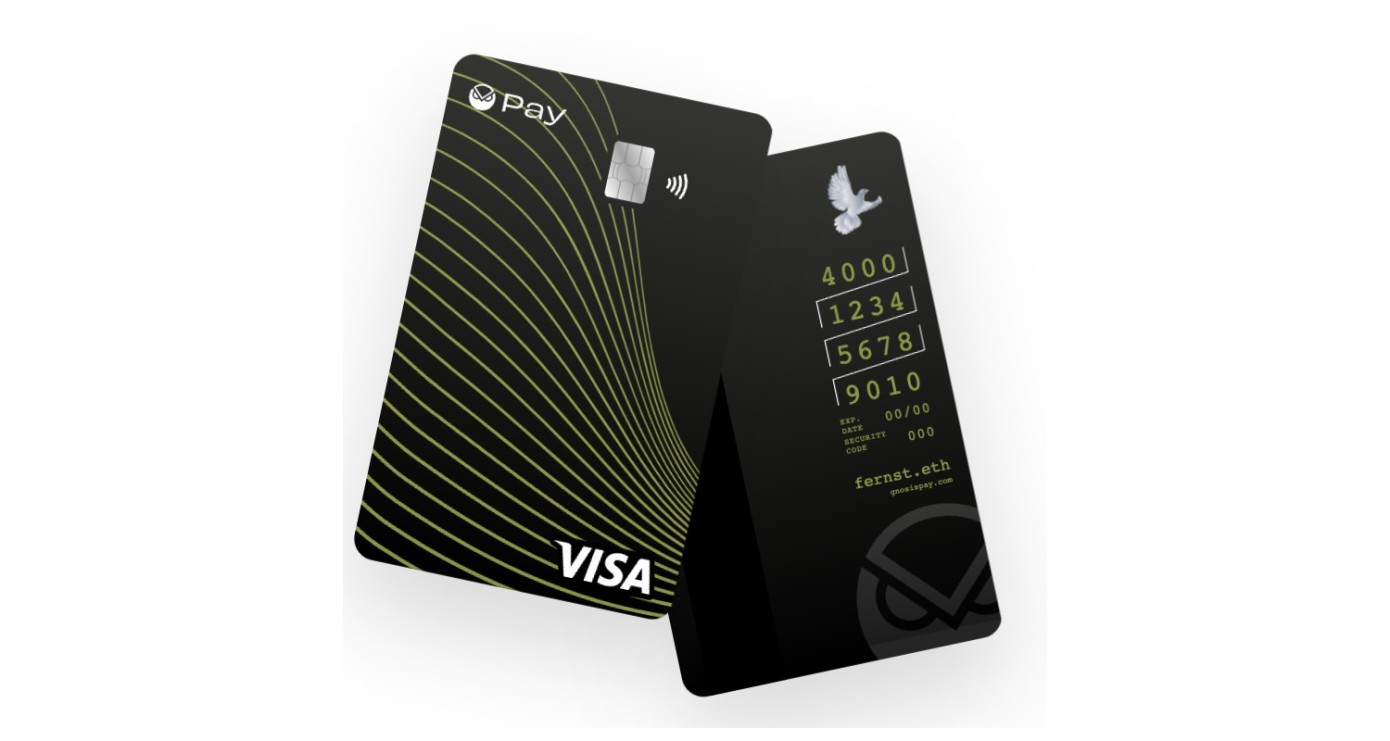 Pay
VISA
4000
1234
5678
9010
EXP.
DATE
00/00
SECURITY
CODE
000
fernst.eth
gnosispay.com